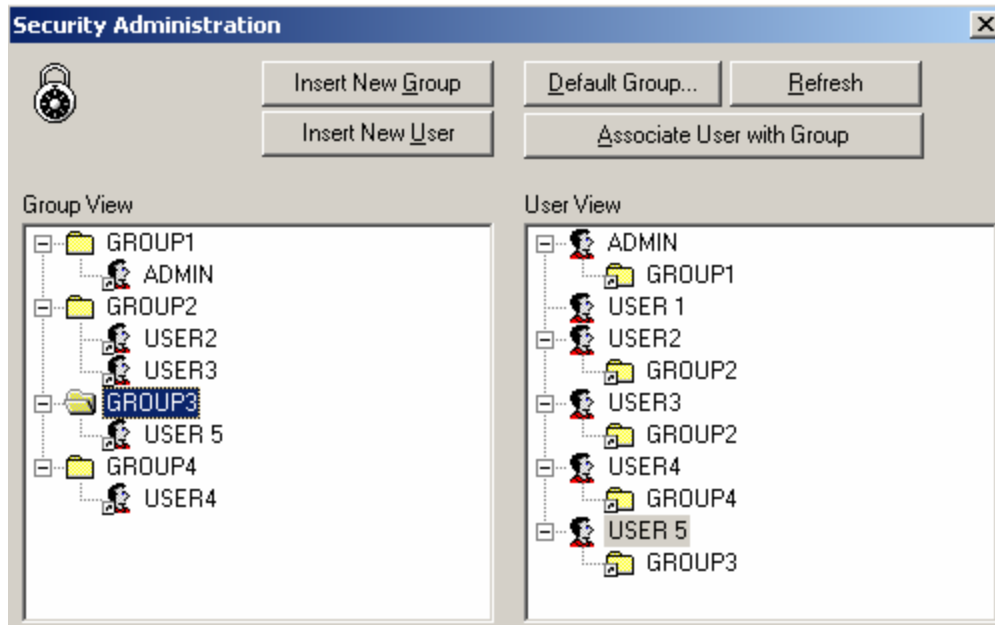 Security Administration
Insert New Group
Default Group...
Refresh
Insert New User
Associate User with Group
Group View
GROUP1
ADMIN
GROUP2
USER2
USER3
GROUP3
USER 5
GROUP4
USER4
User View
ADMIN
GROUP1
USER 1
USER2
GROUP2
USER3
GROUP2
USER4
GROUP4
USER 5
GROUP3